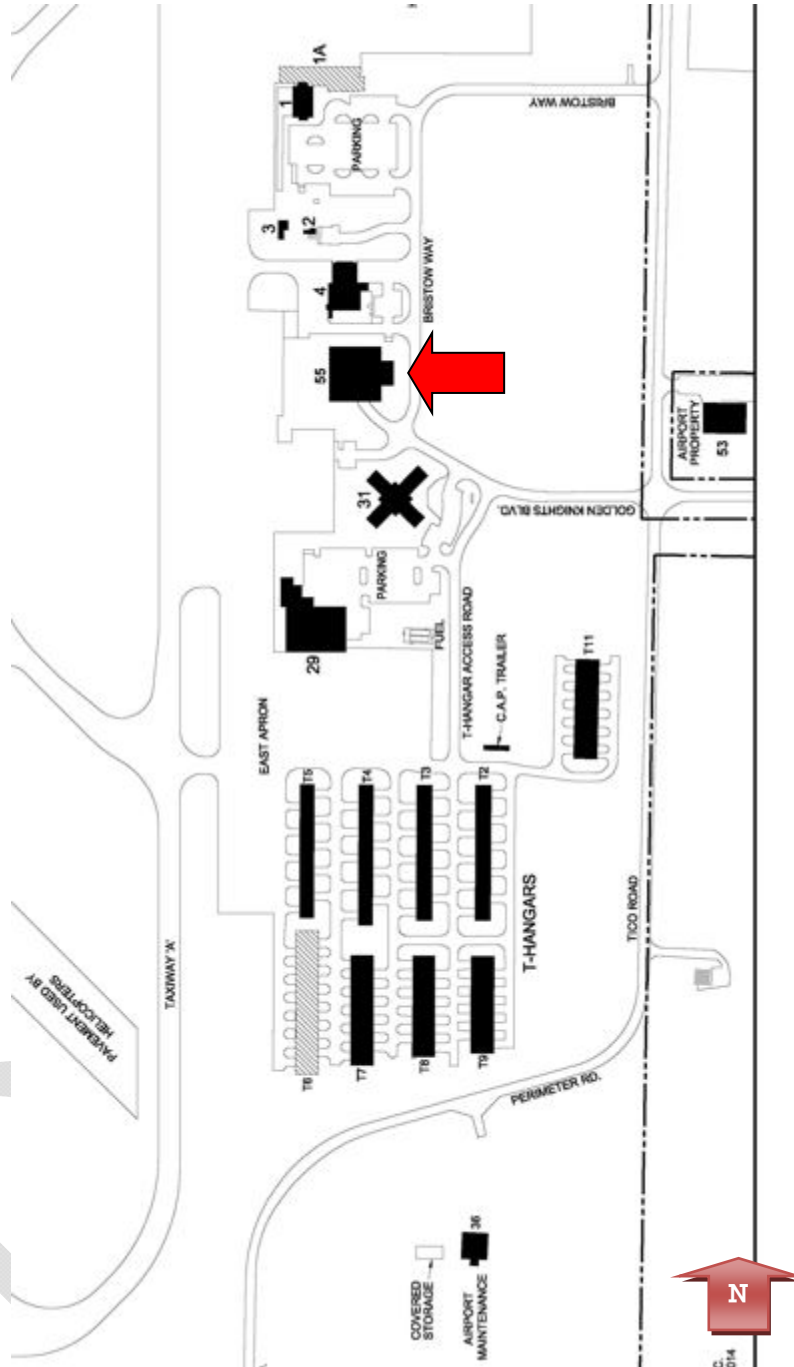 1A
1
PARKING
BRISTOW WAY
3
2
4
BRISTOW WAY
55
AIRPORT
PROPERTY
53
31
GOLDEN KNIGHTS BLVD.
PARKING
29
FUEL
T-HANGAR ACCESS ROAD
C.A.P. TRAILER
T11
EAST APRON
T5
T4
T3
T2
T-HANGARS
TICO ROAD
TAXIWAY 'A'
PAVEMENT USED BY
HELICOPTERS
T6
T7
T8
T9
PERIMETER RD.
COVERED
STORAGE
36
AIRPORT
MAINTENANCE
N
C.
014